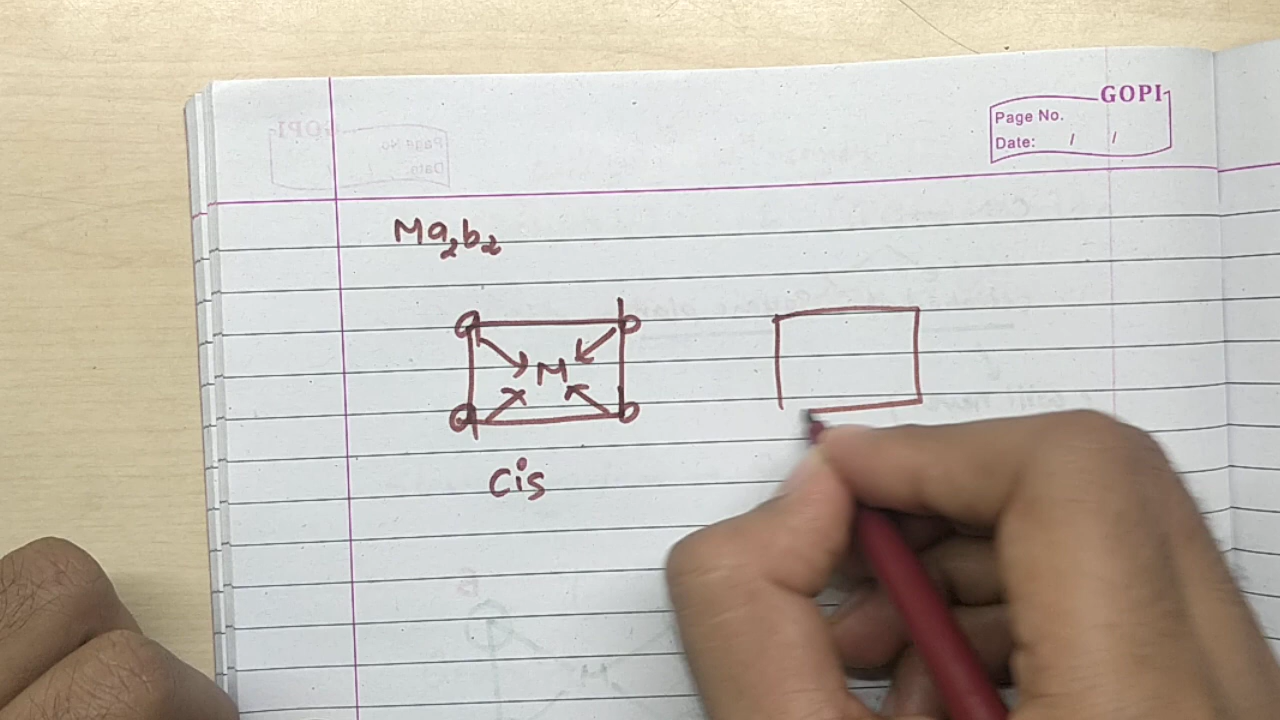 GOPI
Page No.
Date: / /
Ma2b2
a b
M
a b
Cis